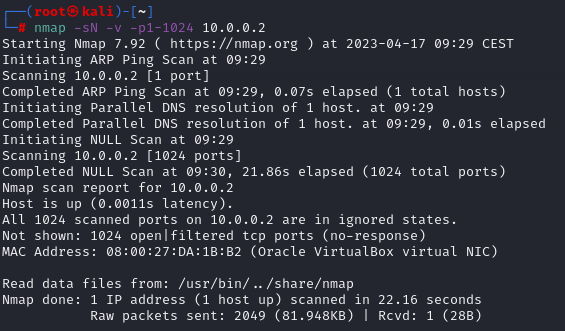 ┌──(root㉿kali)-[~]
└─# nmap -sN -v -p1-1024 10.0.0.2
Starting Nmap 7.92 ( https://nmap.org ) at 2023-04-17 09:29 CEST
Initiating ARP Ping Scan at 09:29
Scanning 10.0.0.2 [1 port]
Completed ARP Ping Scan at 09:29, 0.07s elapsed (1 total hosts)
Initiating Parallel DNS resolution of 1 host. at 09:29
Completed Parallel DNS resolution of 1 host. at 09:29, 0.01s elapsed
Initiating NULL Scan at 09:29
Scanning 10.0.0.2 [1024 ports]
Completed NULL Scan at 09:30, 21.86s elapsed (1024 total ports)
Nmap scan report for 10.0.0.2
Host is up (0.0011s latency).
All 1024 scanned ports on 10.0.0.2 are in ignored states.
Not shown: 1024 open|filtered tcp ports (no-response)
MAC Address: 08:00:27:DA:1B:B2 (Oracle VirtualBox virtual NIC)

Read data files from: /usr/bin/../share/nmap
Nmap done: 1 IP address (1 host up) scanned in 22.16 seconds
           Raw packets sent: 2049 (81.948KB) | Rcvd: 1 (28B)